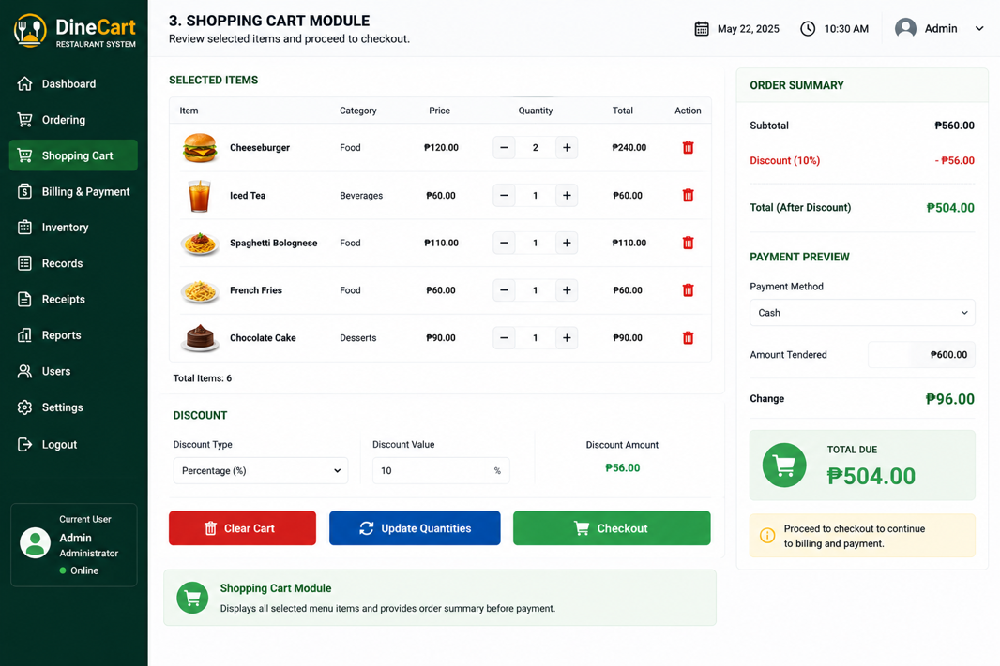 DineCart
RESTAURANT SYSTEM
Dashboard
Ordering
Shopping Cart
Billing & Payment
Inventory
Records
Receipts
Reports
Users
Settings
Logout
Current User
Admin
Administrator
Online
3. SHOPPING CART MODULE
Review selected items and proceed to checkout.
May 22, 2025
10:30 AM
Admin
SELECTED ITEMS
Item Category Price Quantity Total Action
Cheeseburger Food ₱120.00 − 2 + ₱240.00
Iced Tea Beverages ₱60.00 − 1 + ₱60.00
Spaghetti Bolognese Food ₱110.00 − 1 + ₱110.00
French Fries Food ₱60.00 − 1 + ₱60.00
Chocolate Cake Desserts ₱90.00 − 1 + ₱90.00
Total Items: 6
DISCOUNT
Discount Type Discount Value Discount Amount
Percentage (%) 10 % ₱56.00
Clear Cart
Update Quantities
Checkout
Shopping Cart Module
Displays all selected menu items and provides order summary before payment.
ORDER SUMMARY
Subtotal ₱560.00
Discount (10%) - ₱56.00
Total (After Discount) ₱504.00
PAYMENT PREVIEW
Payment Method
Cash
Amount Tendered ₱600.00
Change ₱96.00
TOTAL DUE
₱504.00
Proceed to checkout to continue
to billing and payment.